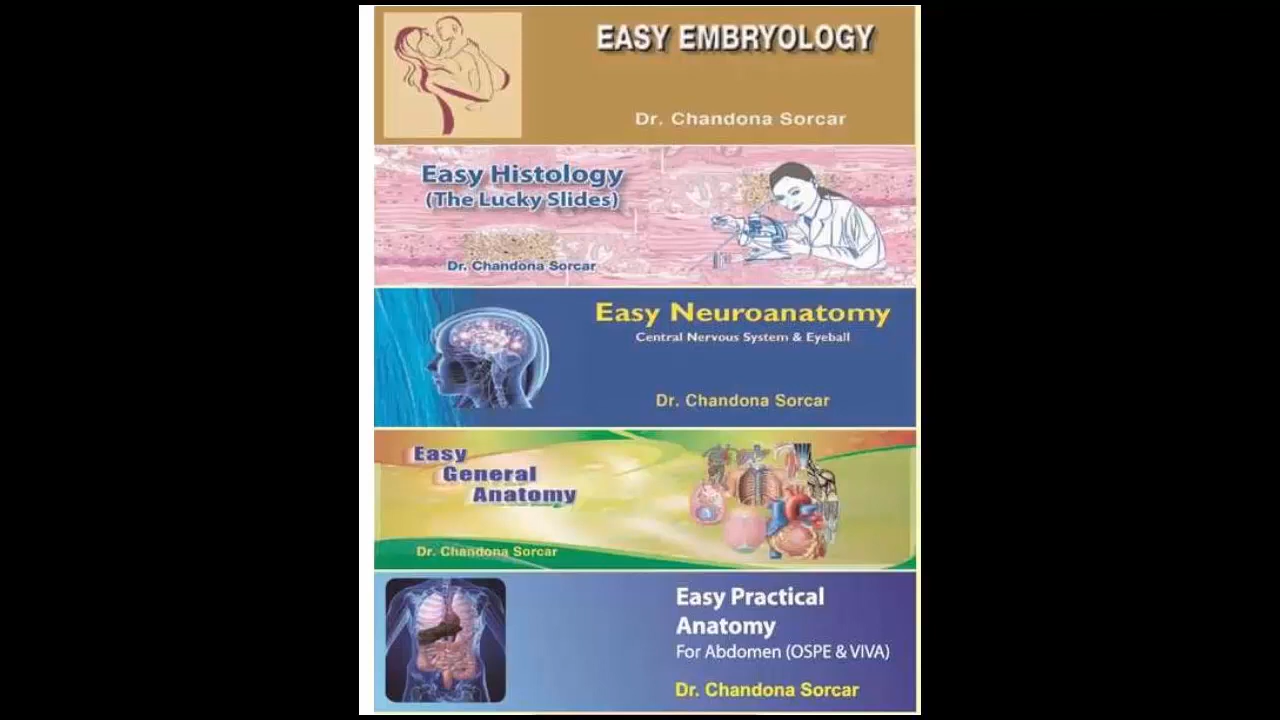 EASY EMBRYOLOGY
Dr. Chandona Sorcar
Easy Histology
(The Lucky Slides)
Dr. Chandona Sorcar
Easy Neuroanatomy
Central Nervous System & Eyeball
Dr. Chandona Sorcar
Easy
General
Anatomy
Dr. Chandona Sorcar
Easy Practical
Anatomy
For Abdomen (OSPE & VIVA)
Dr. Chandona Sorcar